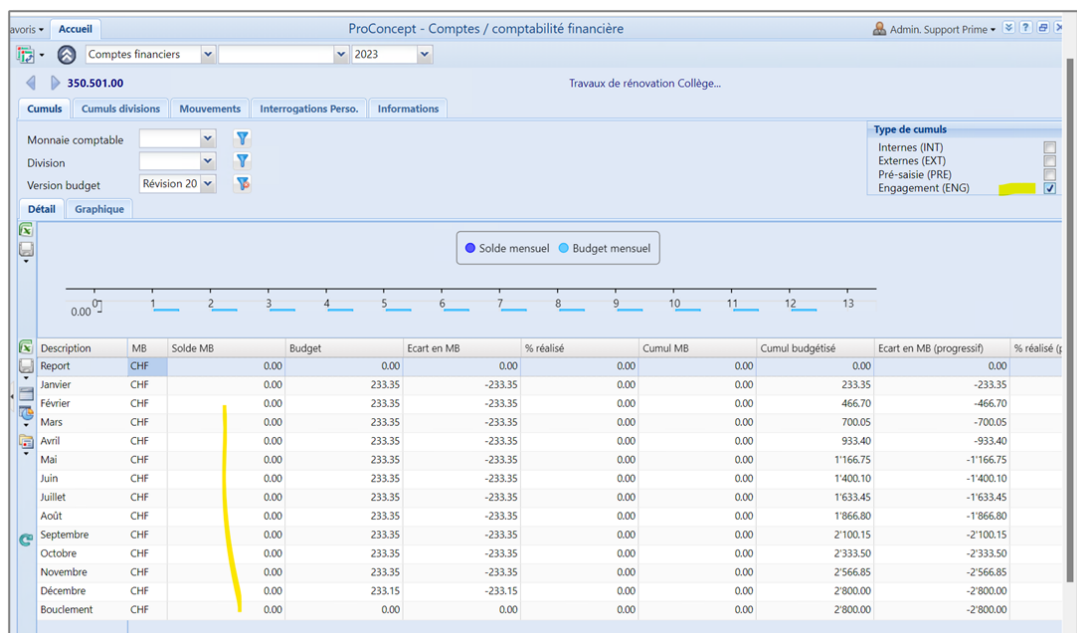 avoris Accueil ProConcept - Comptes / comptabilité financière Admin. Support Prime ?
Comptes financiers 2023
350.501.00 Travaux de rénovation Collège...
Cumuls Cumuls divisions Mouvements Interrogations Perso. Informations
Type de cumuls
Monnaie comptable
Division
Version budget Révision 20
Internes (INT)
Externes (EXT)
Pré-saisie (PRE)
Engagement (ENG)
Détail Graphique
Solde mensuel Budget mensuel
0.00 0 1 2 3 4 5 6 7 8 9 10 11 12 13
Description MB Solde MB Budget Ecart en MB % réalisé Cumul MB Cumul budgétisé Ecart en MB (progressif) % réalisé (p
Report CHF 0.00 0.00 0.00 0.00 0.00 0.00 0.00
Janvier CHF 0.00 233.35 -233.35 0.00 0.00 233.35 -233.35
Février CHF 0.00 233.35 -233.35 0.00 0.00 466.70 -466.70
Mars CHF 0.00 233.35 -233.35 0.00 0.00 700.05 -700.05
Avril CHF 0.00 233.35 -233.35 0.00 0.00 933.40 -933.40
Mai CHF 0.00 233.35 -233.35 0.00 0.00 1'166.75 -1'166.75
Juin CHF 0.00 233.35 -233.35 0.00 0.00 1'400.10 -1'400.10
Juillet CHF 0.00 233.35 -233.35 0.00 0.00 1'633.45 -1'633.45
Août CHF 0.00 233.35 -233.35 0.00 0.00 1'866.80 -1'866.80
Septembre CHF 0.00 233.35 -233.35 0.00 0.00 2'100.15 -2'100.15
Octobre CHF 0.00 233.35 -233.35 0.00 0.00 2'333.50 -2'333.50
Novembre CHF 0.00 233.35 -233.35 0.00 0.00 2'566.85 -2'566.85
Décembre CHF 0.00 233.15 -233.15 0.00 0.00 2'800.00 -2'800.00
Bouclement CHF 0.00 0.00 0.00 0.00 0.00 2'800.00 -2'800.00